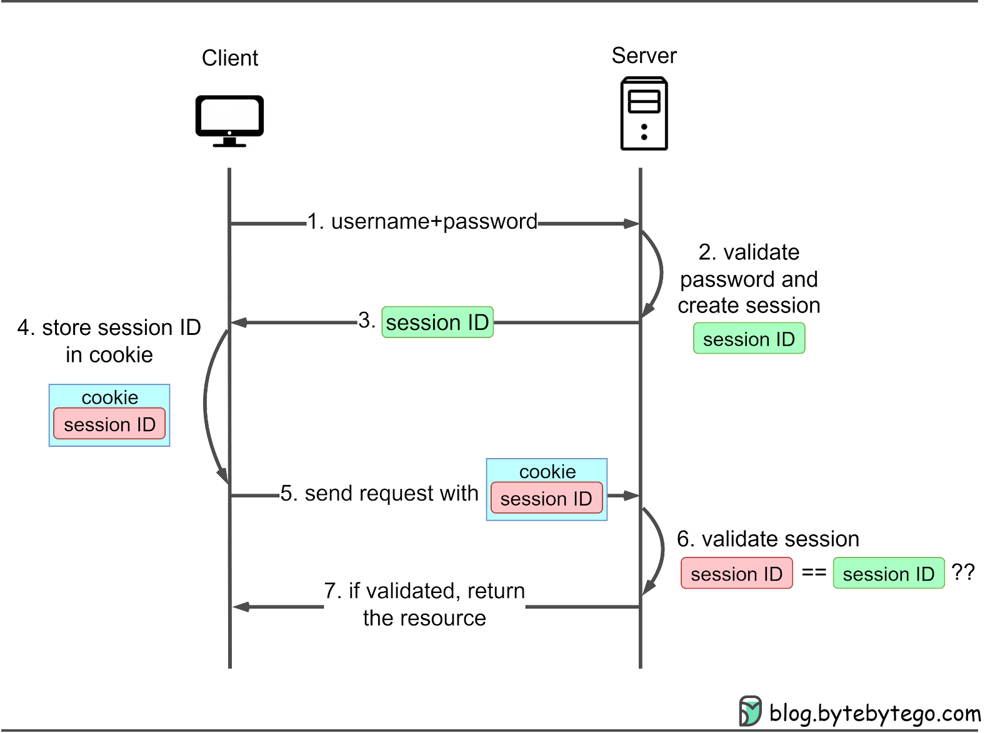 Client
Server
1. username+password
2. validate
password and
create session
session ID
3. session ID
4. store session ID
in cookie
cookie
session ID
5. send request with
cookie
session ID
6. validate session
session ID == session ID ??
7. if validated, return
the resource
blog.bytebytego.com